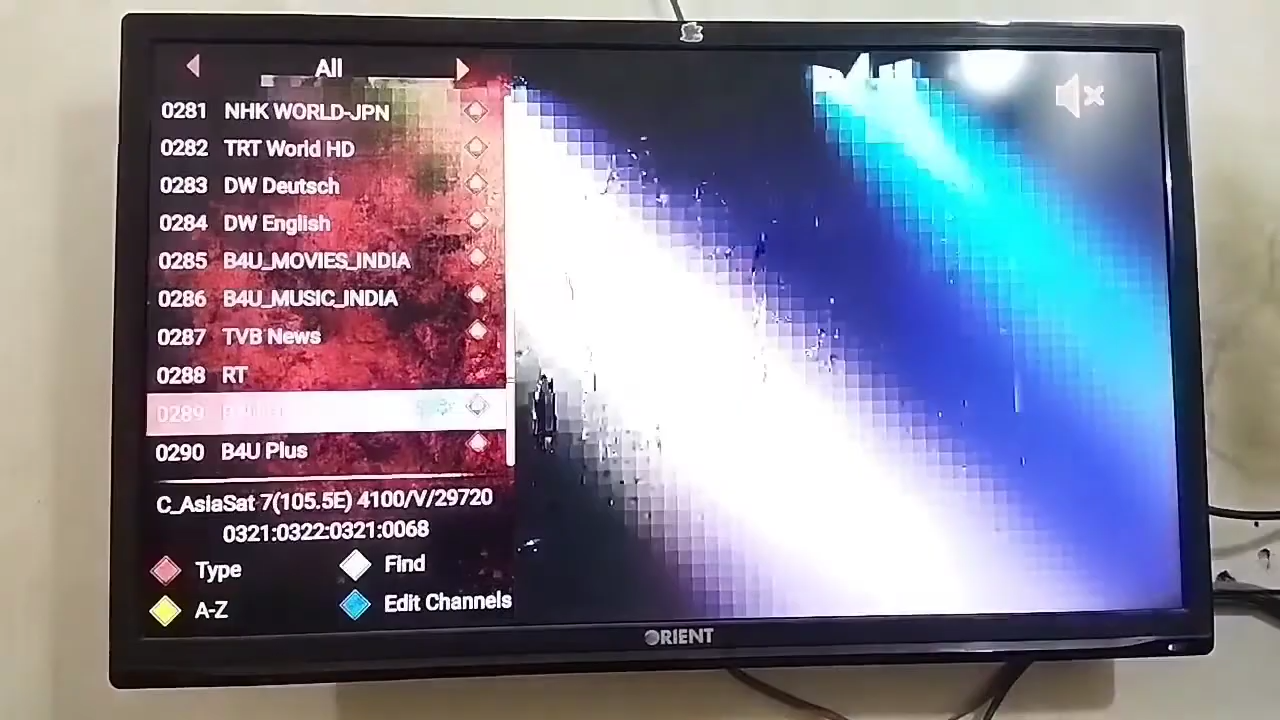 All
0281 NHK WORLD-JPN
0282 TRT World HD
0283 DW Deutsch
0284 DW English
0285 B4U_MOVIES_INDIA
0286 B4U_MUSIC_INDIA
0287 TVB News
0288 RT
0289
0290 B4U Plus
C_AsiaSat 7(105.5E) 4100/V/29720
0321:0322:0321:0068
Type Find
A-Z Edit Channels
ORIENT